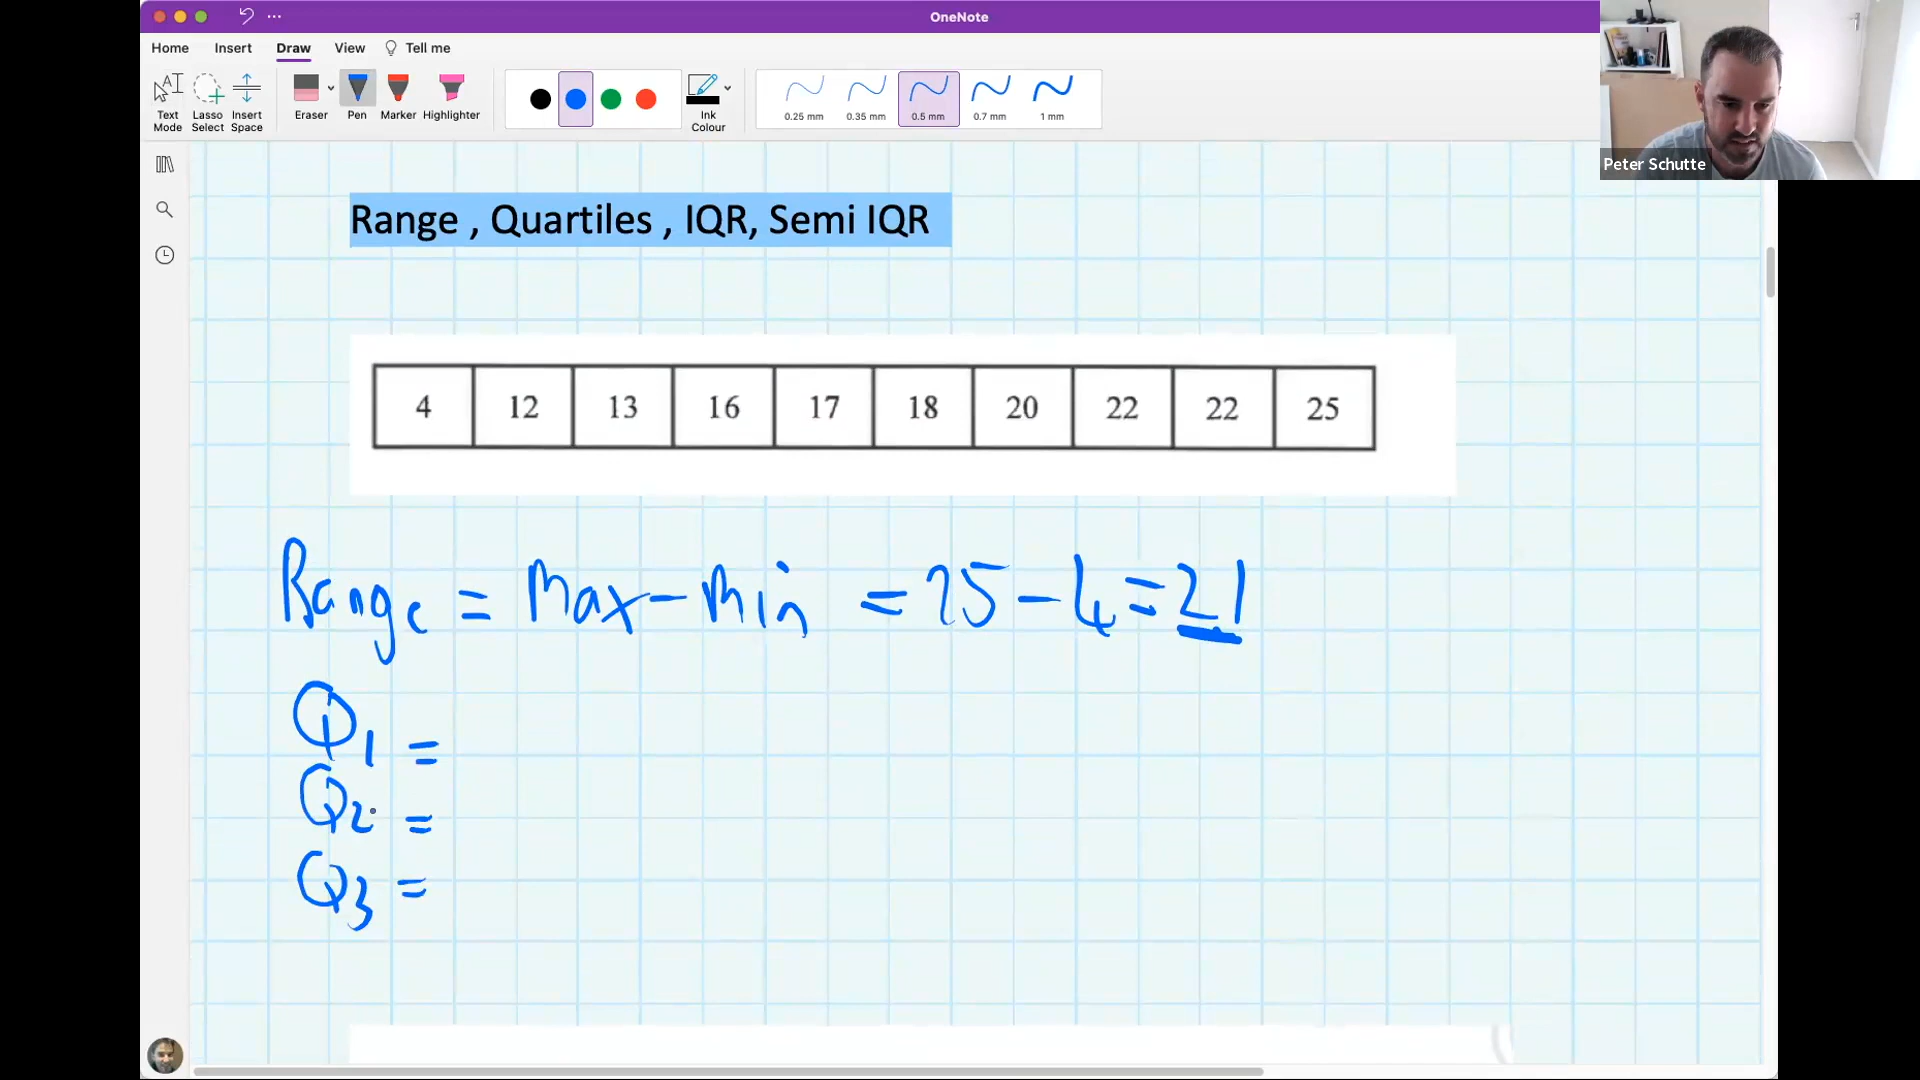 OneNote
Home Insert Draw View Tell me
Text Mode Lasso Select Insert Space Eraser Pen Marker Highlighter Ink Colour 0.25 mm 0.35 mm 0.5 mm 0.7 mm 1 mm
Peter Schutte
Range , Quartiles , IQR, Semi IQR
4 12 13 16 17 18 20 22 22 25
Range = Max - Min = 25 - 4 = 21
Q1 =
Q2 =
Q3 =